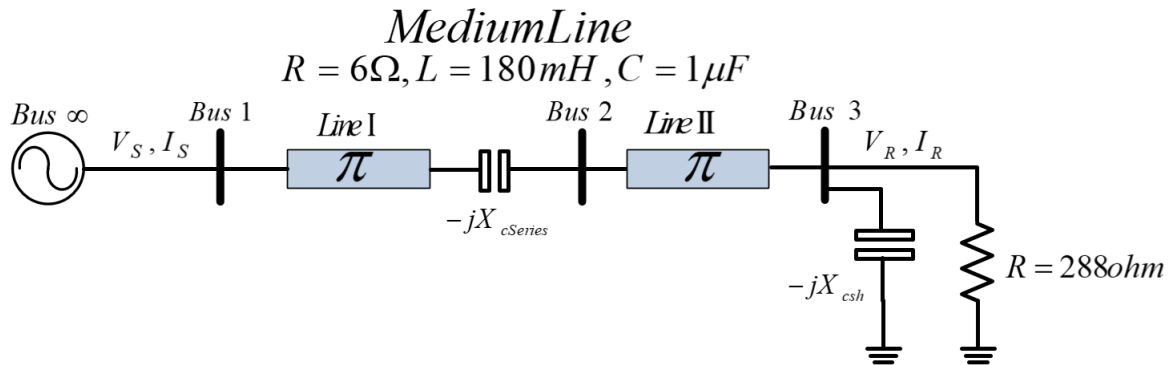 MediumLine
R = 6Ω, L = 180mH, C = 1μF
Bus ∞
Bus 1
Line I
Bus 2
Line II
Bus 3
V_S, I_S
π
π
V_R, I_R
-jX_cSeries
-jX_csh
R = 288ohm